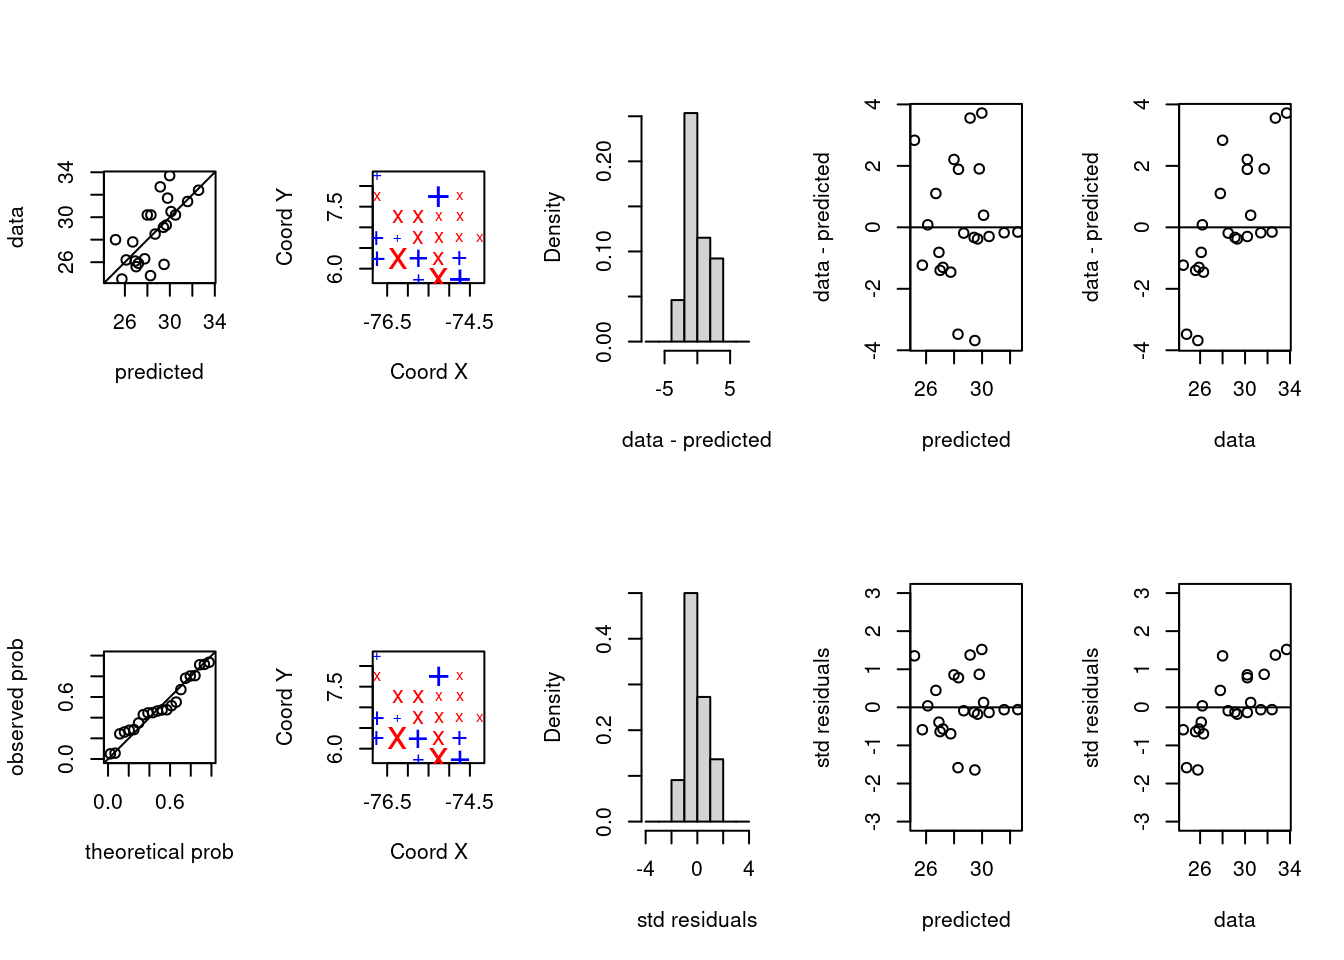 data
34
30
26
26 30 34
predicted
Coord Y
7.5
6.0
-76.5 -74.5
Coord X
Density
0.20
0.10
0.00
-5 5
data - predicted
data - predicted
4
2
0
-2
-4
26 30
predicted
data - predicted
4
2
0
-2
-4
26 30 34
data
observed prob
0.6
0.0
0.0 0.6
theoretical prob
Coord Y
7.5
6.0
-76.5 -74.5
Coord X
Density
0.4
0.2
0.0
-4 0 4
std residuals
std residuals
3
2
1
0
-1
-2
-3
26 30
predicted
std residuals
3
2
1
0
-1
-2
-3
26 30 34
data